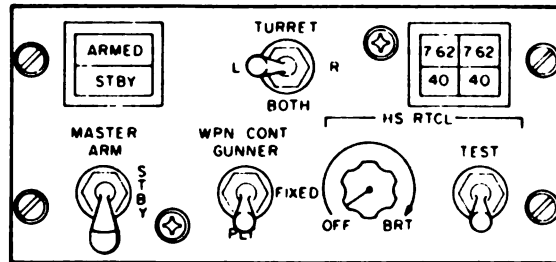 ARMED
STBY
TURRET
L R
BOTH
7 62 7 62
40 40
HS RTCL
MASTER
ARM
STBY
WPN CONT
GUNNER
FIXED
PLT
OFF BRT
TEST